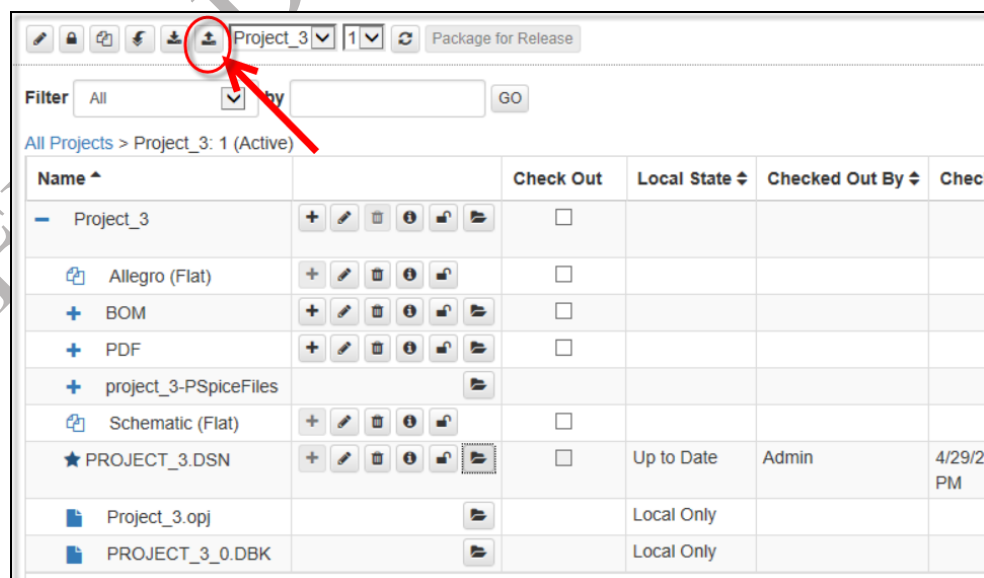 Project_3 1 Package for Release
Filter All by GO
All Projects > Project_3: 1 (Active)
Name Check Out Local State Checked Out By Chec
Project_3
Allegro (Flat)
BOM
PDF
project_3-PSpiceFiles
Schematic (Flat)
PROJECT_3.DSN Up to Date Admin 4/29/2
PM
Project_3.opj Local Only
PROJECT_3_0.DBK Local Only